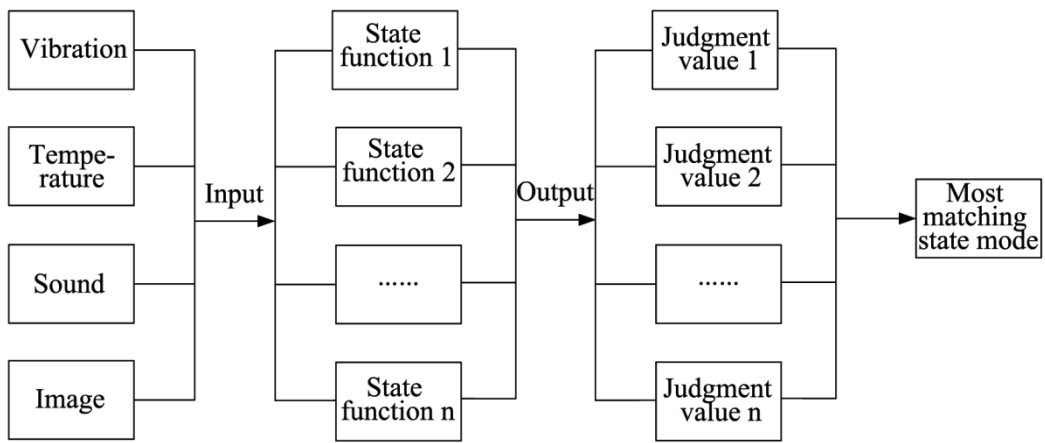 Vibration
Tempe-
rature
Sound
Image
Input
State
function 1
State
function 2
......
State
function n
Output
Judgment
value 1
Judgment
value 2
......
Judgment
value n
Most
matching
state mode